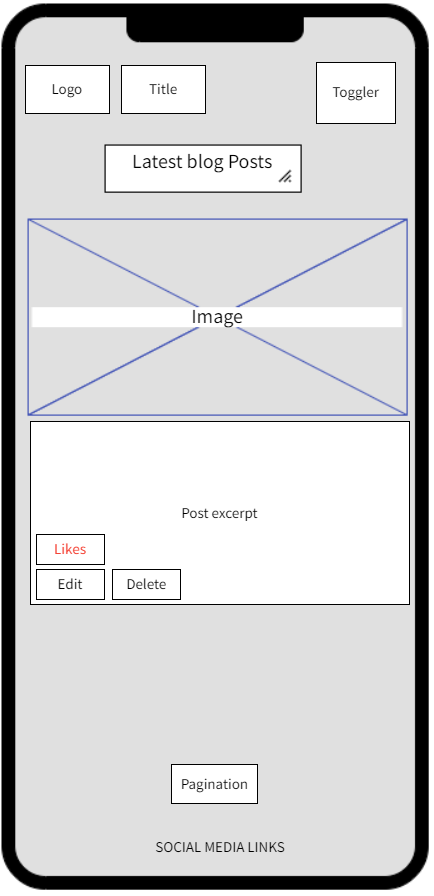 Logo
Title
Toggler
Latest blog Posts
Image
Post excerpt
Likes
Edit
Delete
Pagination
SOCIAL MEDIA LINKS